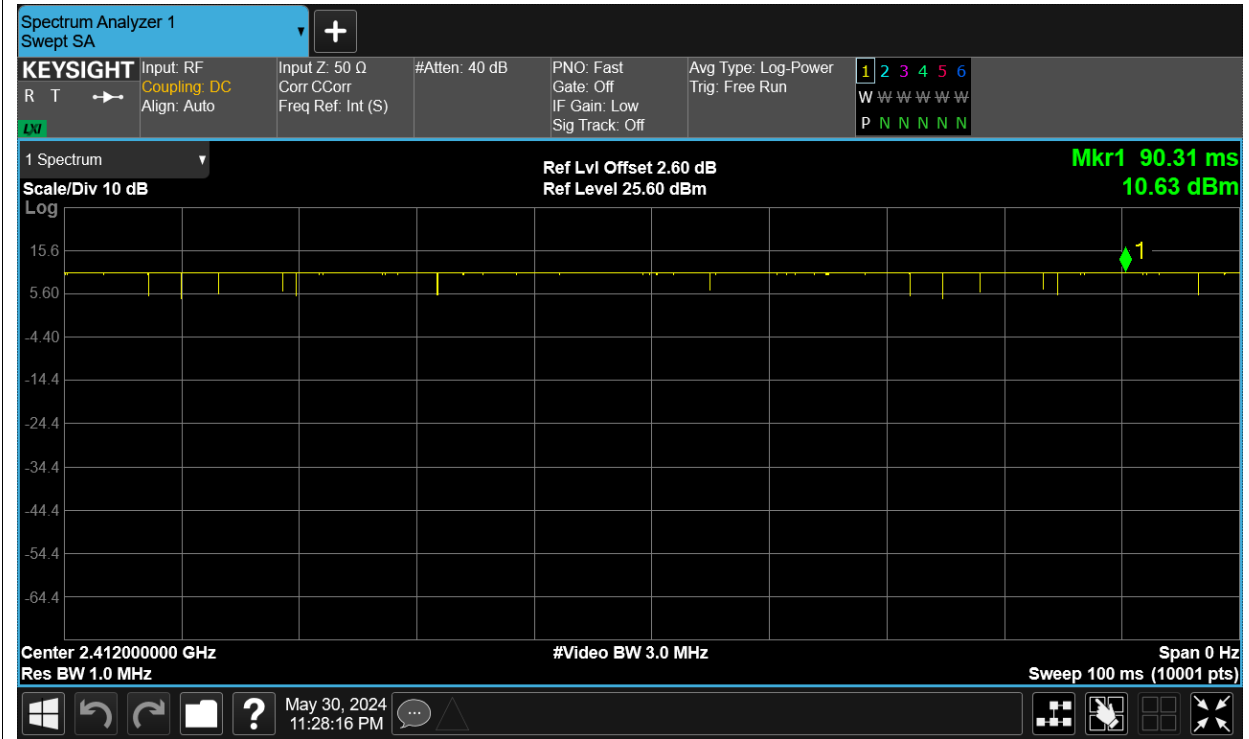 Spectrum Analyzer 1
Swept SA
KEYSIGHT
R T
LXI
Input: RF
Coupling: DC
Align: Auto
Input Z: 50 Ω
Corr CCorr
Freq Ref: Int (S)
#Atten: 40 dB
PNO: Fast
Gate: Off
IF Gain: Low
Sig Track: Off
Avg Type: Log-Power
Trig: Free Run
1 2 3 4 5 6
W W W W W W
P N N N N N
1 Spectrum
Scale/Div 10 dB
Ref Lvl Offset 2.60 dB
Ref Level 25.60 dBm
Mkr1 90.31 ms
10.63 dBm
Log
1
15.6
5.60
-4.40
-14.4
-24.4
-34.4
-44.4
-54.4
-64.4
Center 2.412000000 GHz
#Video BW 3.0 MHz
Span 0 Hz
Res BW 1.0 MHz
Sweep 100 ms (10001 pts)
?
May 30, 2024
11:28:16 PM